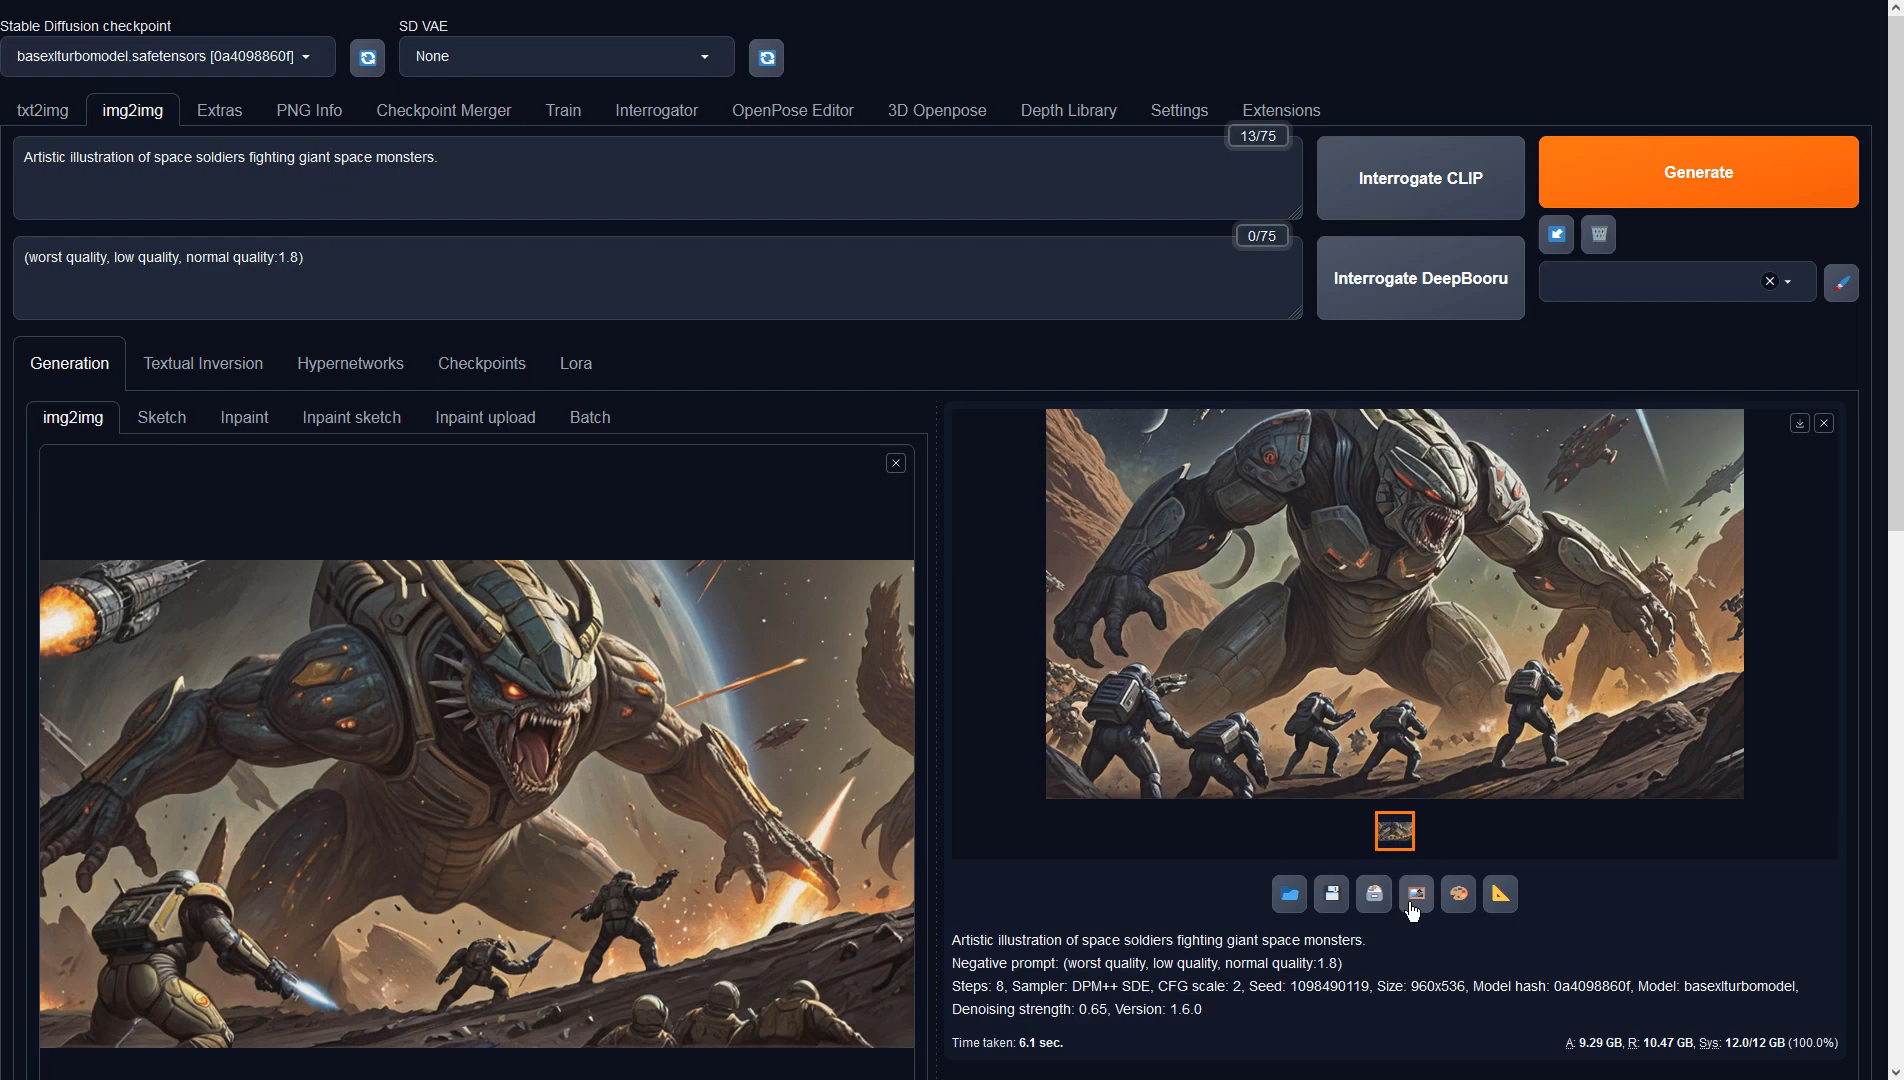 Stable Diffusion checkpoint
SD VAE
basexlturbomodel.safetensors [0a4098860f]
None
txt2img
img2img
Extras
PNG Info
Checkpoint Merger
Train
Interrogator
OpenPose Editor
3D Openpose
Depth Library
Settings
Extensions
13/75
Artistic illustration of space soldiers fighting giant space monsters.
Interrogate CLIP
Generate
0/75
(worst quality, low quality, normal quality:1.8)
Interrogate DeepBooru
Generation
Textual Inversion
Hypernetworks
Checkpoints
Lora
img2img
Sketch
Inpaint
Inpaint sketch
Inpaint upload
Batch
Artistic illustration of space soldiers fighting giant space monsters.
Negative prompt: (worst quality, low quality, normal quality:1.8)
Steps: 8, Sampler: DPM++ SDE, CFG scale: 2, Seed: 1098490119, Size: 960x536, Model hash: 0a4098860f, Model: basexlturbomodel,
Denoising strength: 0.65, Version: 1.6.0
Time taken: 6.1 sec.
A: 9.29 GB, R: 10.47 GB, Sys: 12.0/12 GB (100.0%)